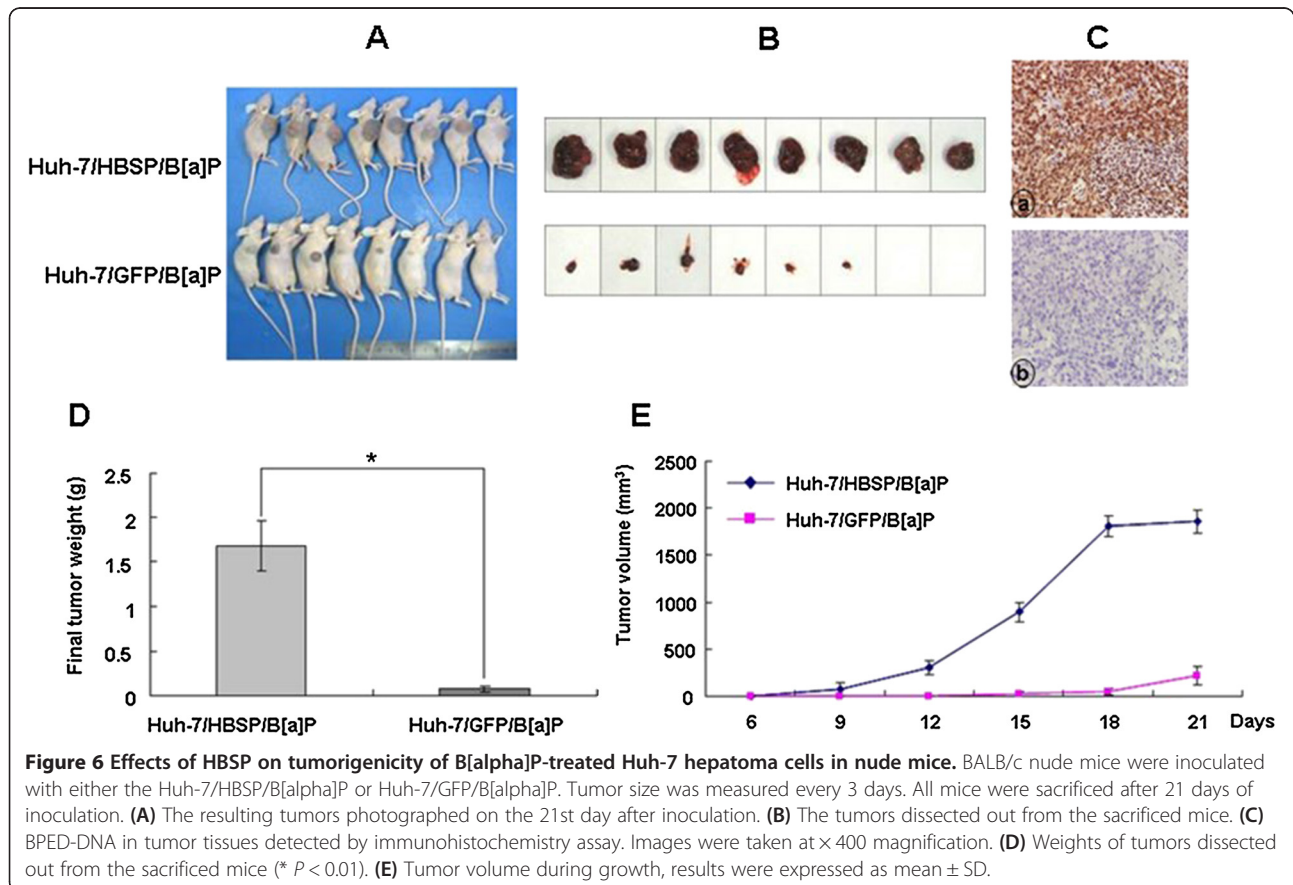 A
B
C
Huh-7/HBSP/B[a]P
Huh-7/GFP/B[a]P
a
b
D
Final tumor weight (g)
2.5
2
1.5
1
0.5
0
*
Huh-7/HBSP/B[a]P
Huh-7/GFP/B[a]P
E
Tumor volume (mm³)
2500
2000
1500
1000
500
0
Huh-7/HBSP/B[a]P
Huh-7/GFP/B[a]P
6 9 12 15 18 21 Days
Figure 6 Effects of HBSP on tumorigenicity of B[alpha]P-treated Huh-7 hepatoma cells in nude mice. BALB/c nude mice were inoculated
with either the Huh-7/HBSP/B[alpha]P or Huh-7/GFP/B[alpha]P. Tumor size was measured every 3 days. All mice were sacrificed after 21 days of
inoculation. (A) The resulting tumors photographed on the 21st day after inoculation. (B) The tumors dissected out from the sacrificed mice. (C)
BPED-DNA in tumor tissues detected by immunohistochemistry assay. Images were taken at × 400 magnification. (D) Weights of tumors dissected
out from the sacrificed mice (* P < 0.01). (E) Tumor volume during growth, results were expressed as mean ± SD.